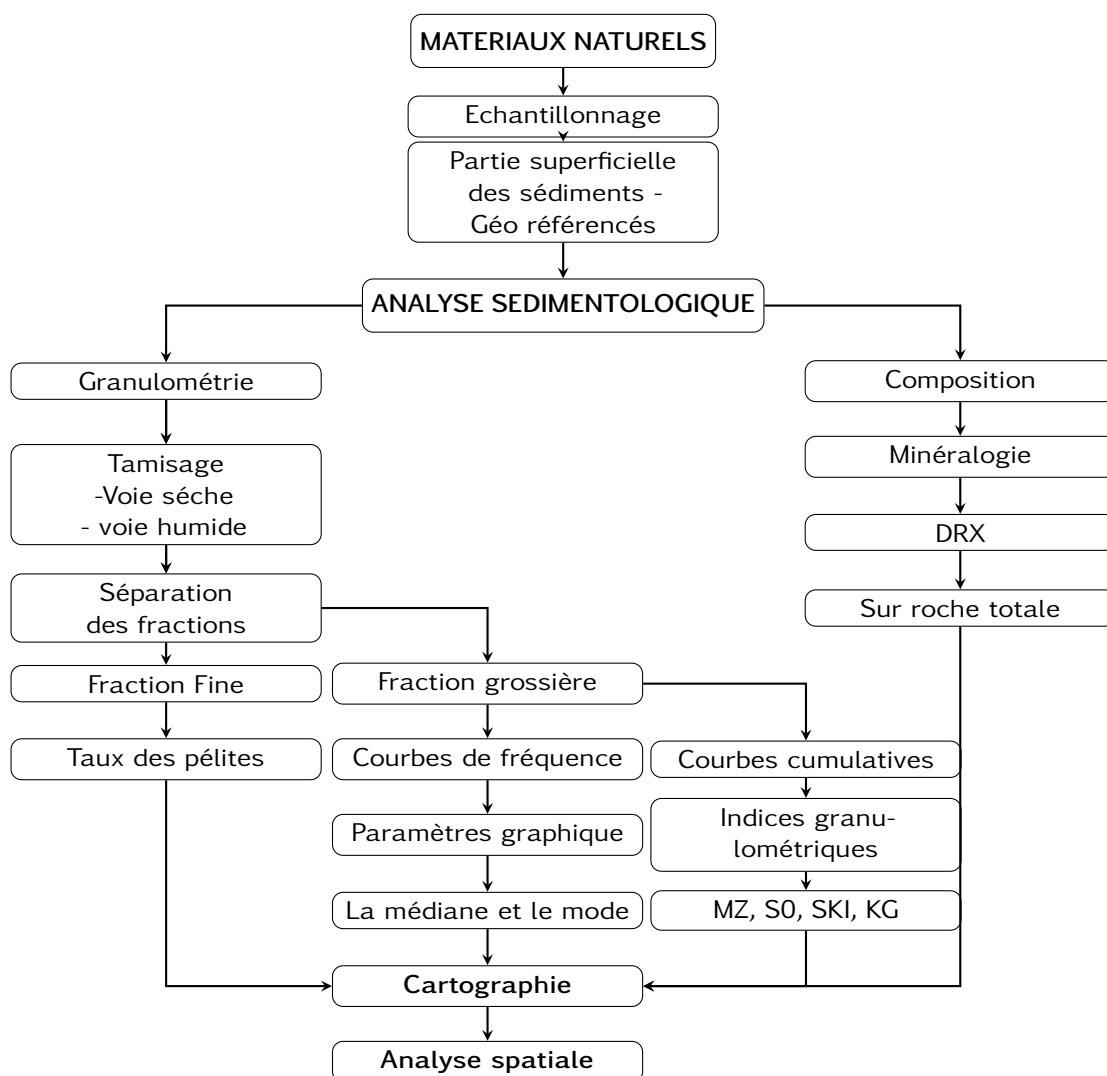 MATERIAUX NATURELS
Echantillonnage
Partie superficielle
des sédiments -
Géo référencés
ANALYSE SEDIMENTOLOGIQUE
Granulométrie
Composition
Tamisage
-Voie séche
- voie humide
Minéralogie
DRX
Séparation
des fractions
Sur roche totale
Fraction Fine
Fraction grossière
Taux des pélites
Courbes de fréquence
Courbes cumulatives
Paramètres graphique
Indices granu-
lométriques
La médiane et le mode
MZ, S0, SKI, KG
Cartographie
Analyse spatiale